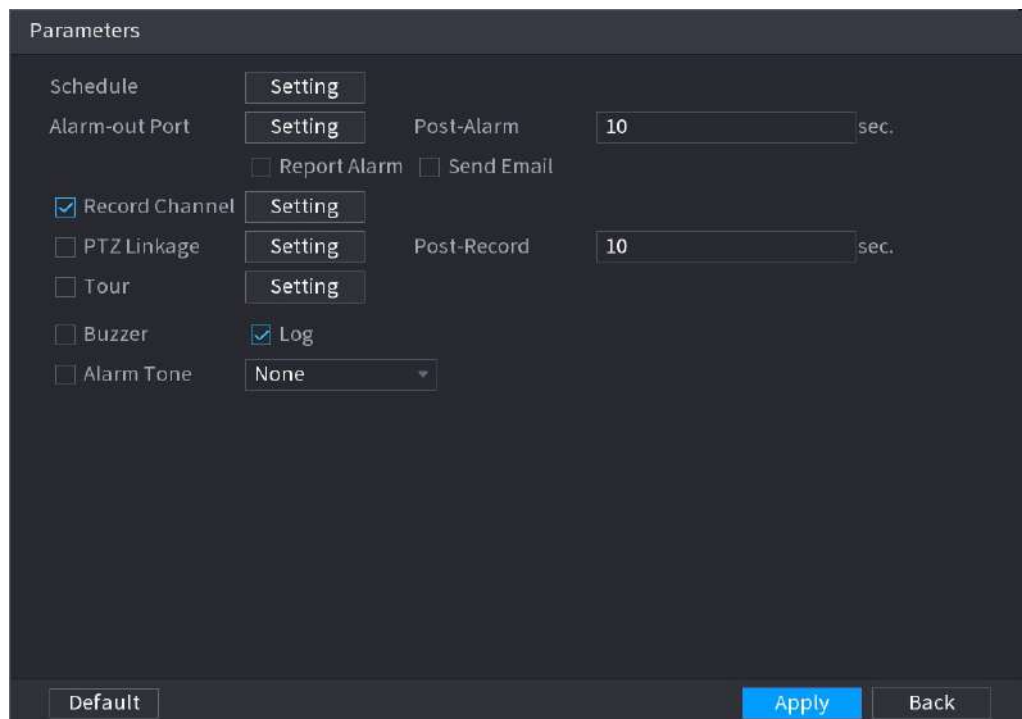 Parameters
Schedule Setting
Alarm-out Port Setting Post-Alarm 10 sec.
Report Alarm Send Email
Record Channel Setting
PTZ Linkage Setting Post-Record 10 sec.
Tour Setting
Buzzer Log
Alarm Tone None
Default Apply Back